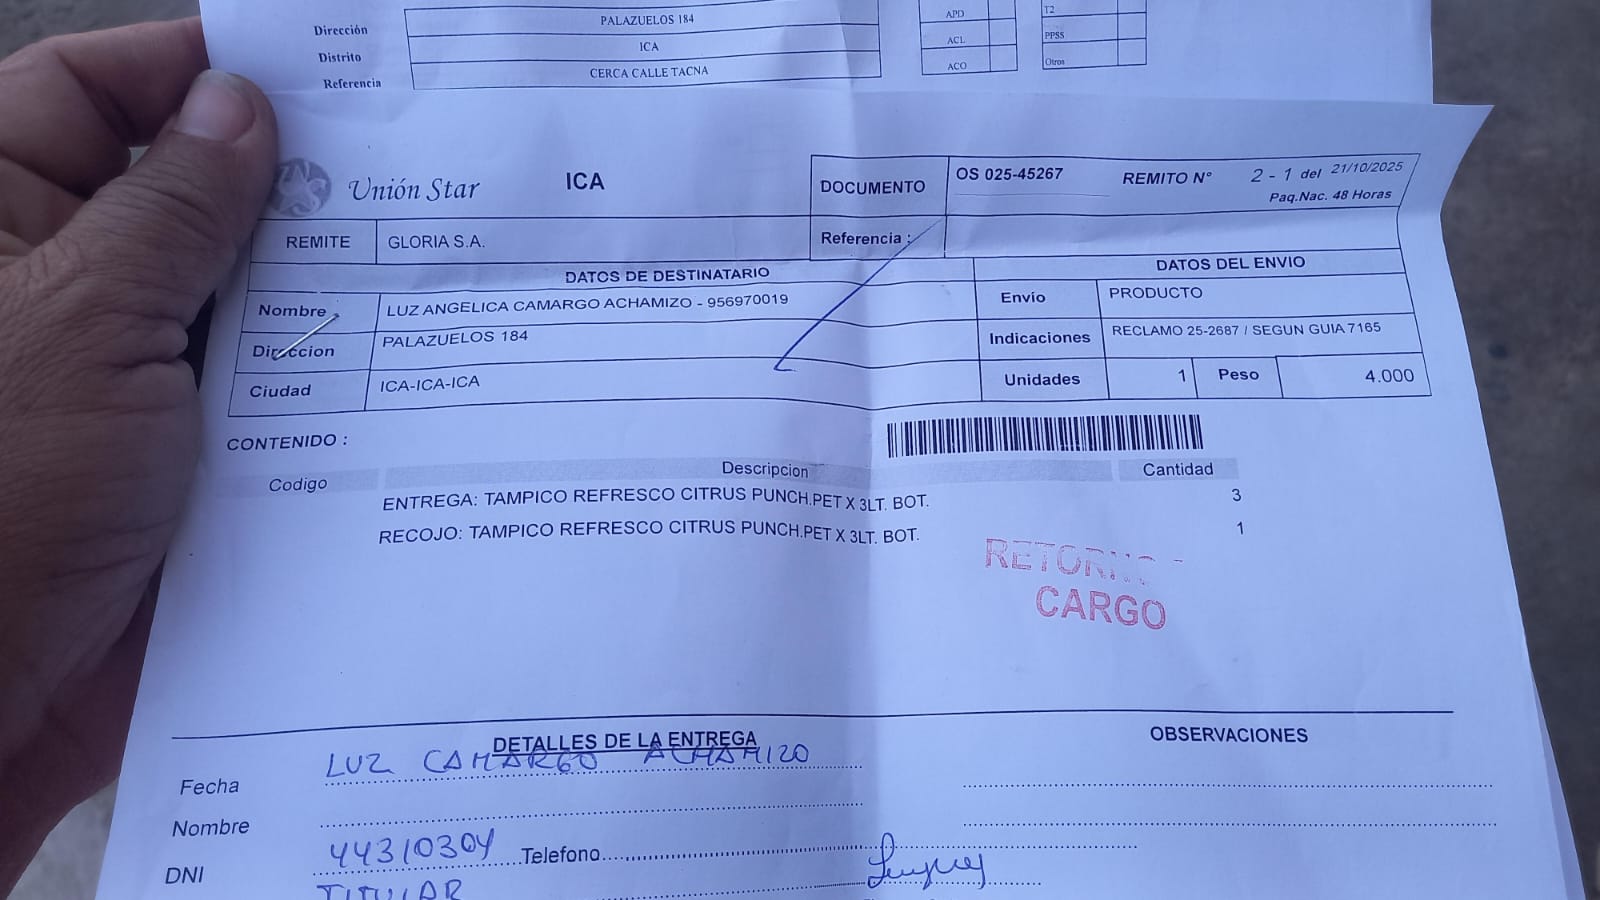 Dirección PALAZUELOS 184 APD T2
Distrito ICA ACL PPSS
Referencia CERCA CALLE TACNA ACO Otros
Unión Star ICA DOCUMENTO OS 025-45267 REMITO N° 2 - 1 del 21/10/2025
Paq.Nac. 48 Horas
REMITE GLORIA S.A. Referencia :
DATOS DE DESTINATARIO DATOS DEL ENVIO
Nombre LUZ ANGELICA CAMARGO ACHAMIZO - 956970019 Envío PRODUCTO
Direccion PALAZUELOS 184 Indicaciones RECLAMO 25-2687 / SEGUN GUIA 7165
Ciudad ICA-ICA-ICA Unidades 1 Peso 4.000
CONTENIDO :
Codigo Descripcion Cantidad
ENTREGA: TAMPICO REFRESCO CITRUS PUNCH.PET X 3LT. BOT. 3
RECOJO: TAMPICO REFRESCO CITRUS PUNCH.PET X 3LT. BOT. 1
CARGO
DETALLES DE LA ENTREGA OBSERVACIONES
Fecha LUZ CAMARGO ACHAMIZO
Nombre
DNI 44310304 Telefono
TITULAR